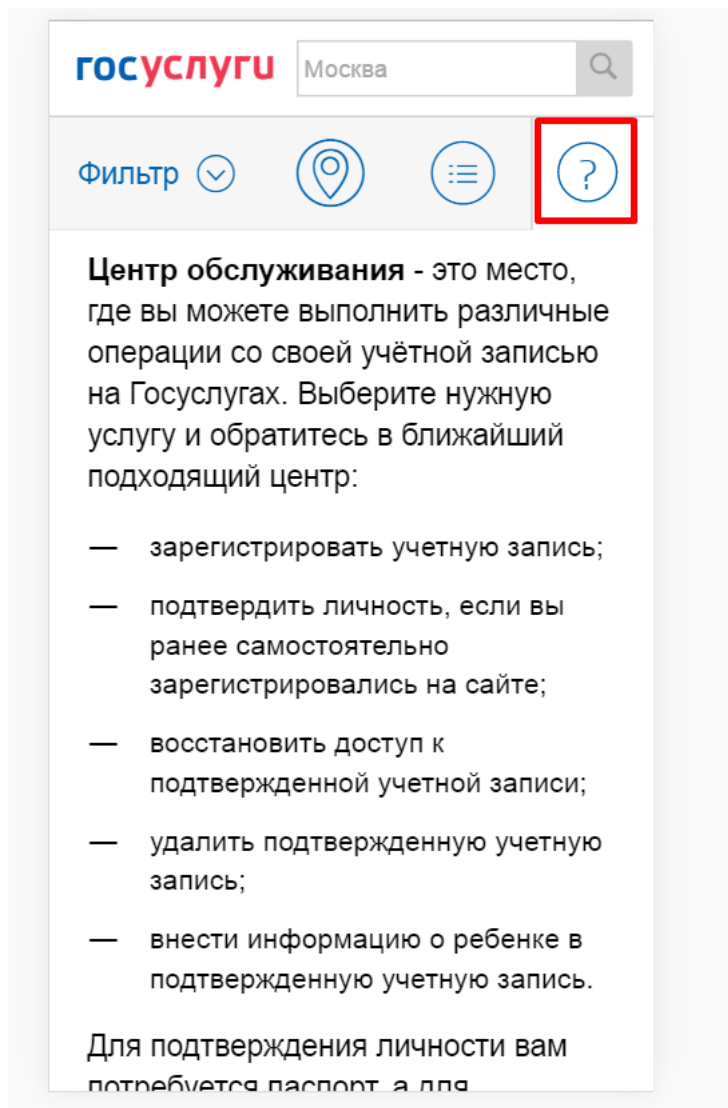 госуслуги Москва
Фильтр ?
Центр обслуживания - это место,
где вы можете выполнить различные
операции со своей учётной записью
на Госуслугах. Выберите нужную
услугу и обратитесь в ближайший
подходящий центр:
— зарегистрировать учетную запись;
— подтвердить личность, если вы
ранее самостоятельно
зарегистрировались на сайте;
— восстановить доступ к
подтвержденной учетной записи;
— удалить подтвержденную учетную
запись;
— внести информацию о ребенке в
подтвержденную учетную запись.
Для подтверждения личности вам
потребуется паспорт, а для